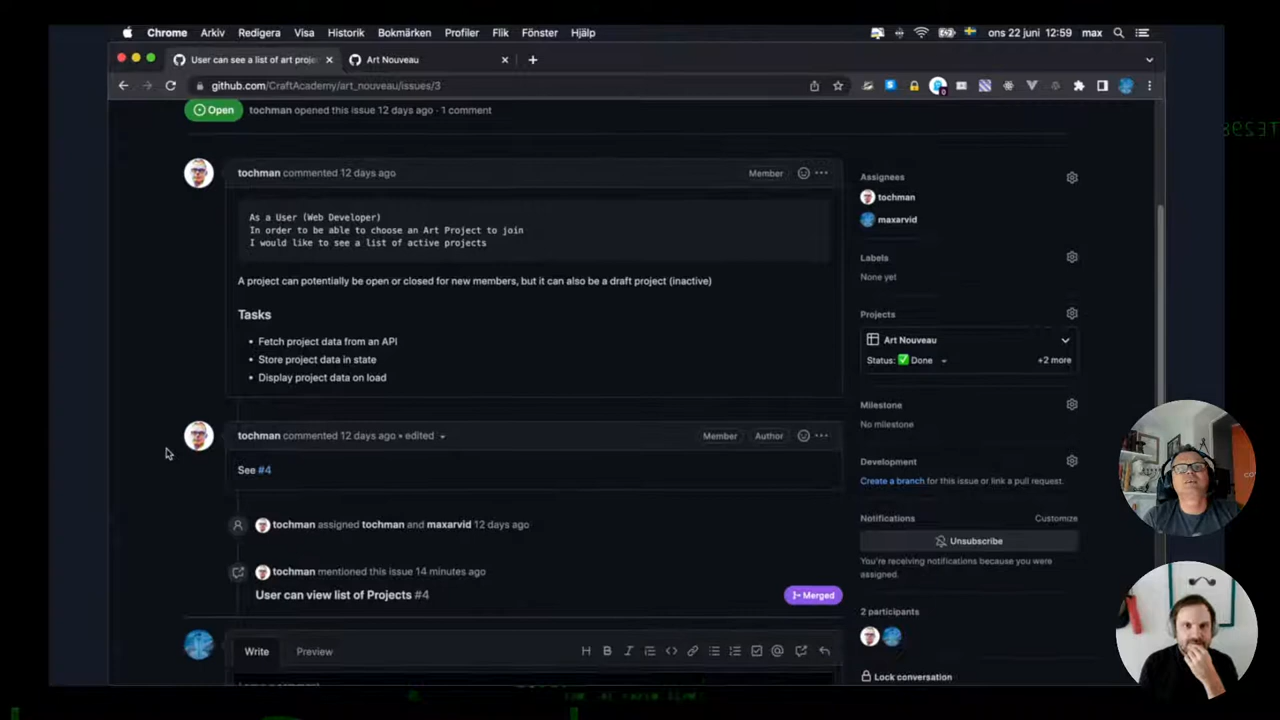 Chrome Arkiv Redigera Visa Historik Bokmärken Profiler Flik Fönster Hjälp ons 22 juni 12:59 max
User can see a list of art proje Art Nouveau
github.com/CraftAcademy/art_nouveau/issues/3
Open tochman opened this issue 12 days ago · 1 comment
tochman commented 12 days ago Member
As a User (Web Developer)
In order to be able to choose an Art Project to join
I would like to see a list of active projects
A project can potentially be open or closed for new members, but it can also be a draft project (inactive)
Tasks
• Fetch project data from an API
• Store project data in state
• Display project data on load
tochman commented 12 days ago • edited Member Author
See #4
tochman assigned tochman and maxarvid 12 days ago
tochman mentioned this issue 14 minutes ago
User can view list of Projects #4 Merged
Write Preview
Assignees
tochman
maxarvid
Labels
None yet
Projects
Art Nouveau
Status: ✅ Done +2 more
Milestone
No milestone
Development
Create a branch for this issue or link a pull request.
Notifications Customize
Unsubscribe
You're receiving notifications because you were
assigned.
2 participants
Lock conversation